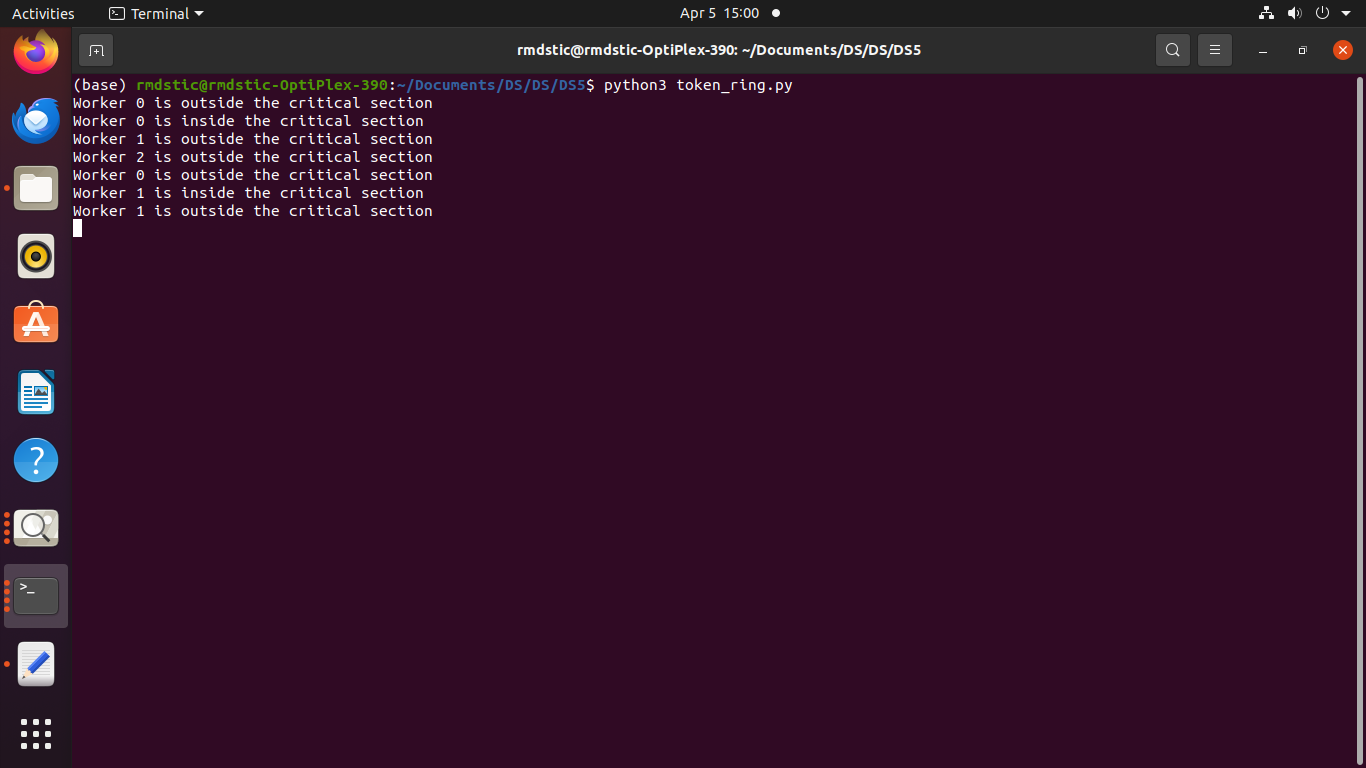 Activities Terminal Apr 5 15:00
rmdstic@rmdstic-OptiPlex-390: ~/Documents/DS/DS/DS5
(base) rmdstic@rmdstic-OptiPlex-390:~/Documents/DS/DS/DS5$ python3 token_ring.py
Worker 0 is outside the critical section
Worker 0 is inside the critical section
Worker 1 is outside the critical section
Worker 2 is outside the critical section
Worker 0 is outside the critical section
Worker 1 is inside the critical section
Worker 1 is outside the critical section